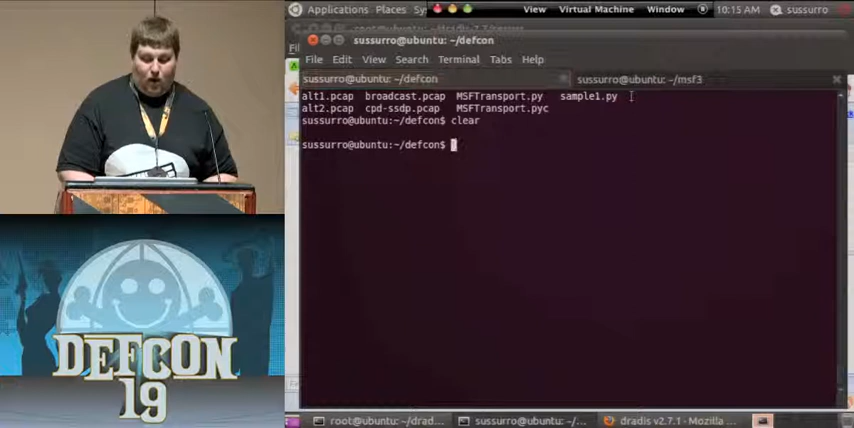 Applications Places Sy
View Virtual Machine Window
10:15 AM
sussurro
sussurro@ubuntu: ~/defcon
File Edit View Search Terminal Tabs Help
sussurro@ubuntu: ~/defcon
sussurro@ubuntu: ~/msf3
alt1.pcap broadcast.pcap MSFTransport.py sample1.py
alt2.pcap cpd-ssdp.pcap MSFTransport.pyc
sussurro@ubuntu:~/defcon$ clear
sussurro@ubuntu:~/defcon$
root@ubuntu: ~/drad...
sussurro@ubuntu: ~/...
dradis v2.7.1 - Mozilla ...
DEFCON
19